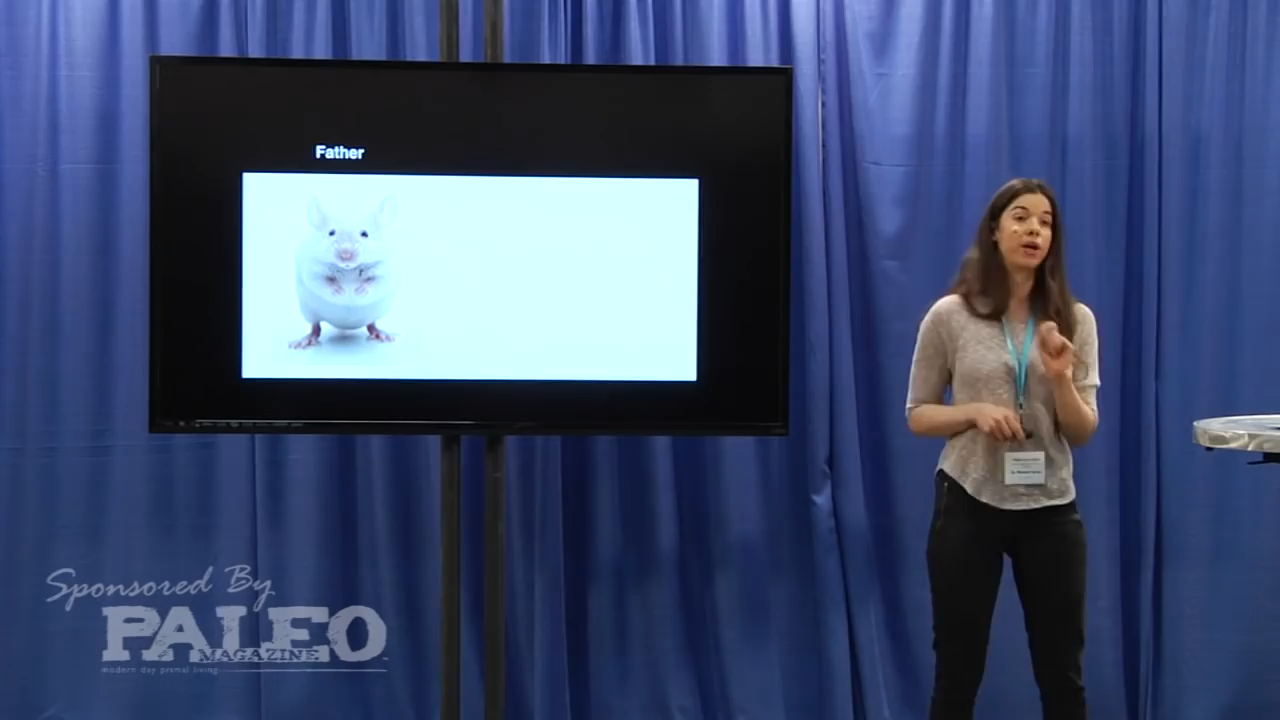 Father
Sponsored By
PALEO
MAGAZINE
modern day primal living